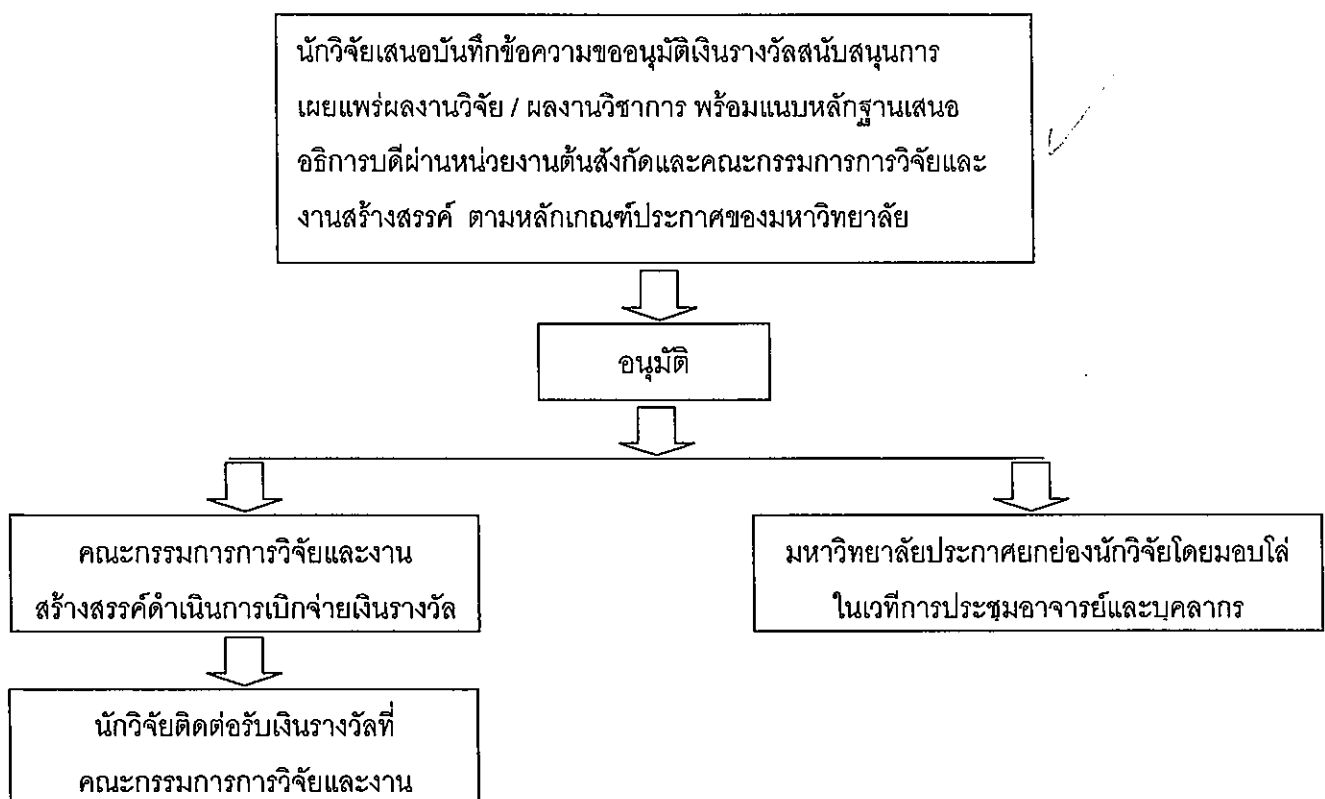 นักวิจัยเสนอบันทึกข้อความขออนุมัติเงินรางวัลสนับสนุนการ
เผยแพร่ผลงานวิจัย / ผลงานวิชาการ พร้อมแนบหลักฐานเสนอ
อธิการบดีผ่านหน่วยงานต้นสังกัดและคณะกรรมการการวิจัยและ
งานสร้างสรรค์ ตามหลักเกณฑ์ประกาศของมหาวิทยาลัย
อนุมัติ
คณะกรรมการการวิจัยและงาน
สร้างสรรค์ดำเนินการเบิกจ่ายเงินรางวัล
มหาวิทยาลัยประกาศยกย่องนักวิจัยโดยมอบโล่
ในเวทีการประชุมอาจารย์และบุคลากร
นักวิจัยติดต่อรับเงินรางวัลที่
คณะกรรมการการวิจัยและงาน